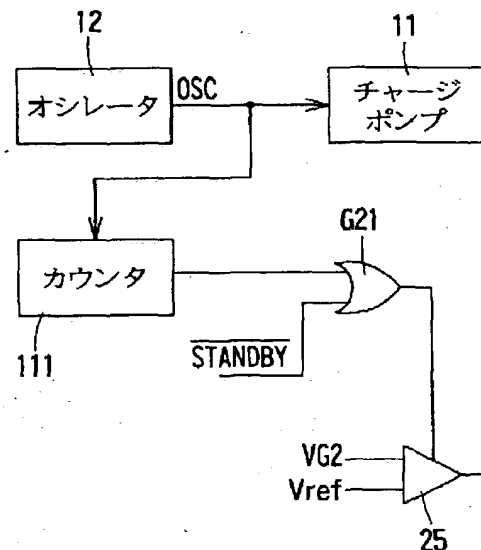 12
11
オシレータ
OSC
チャージ
ポンプ
カウンタ
G21
111
STANDBY
VG2
Vref
25